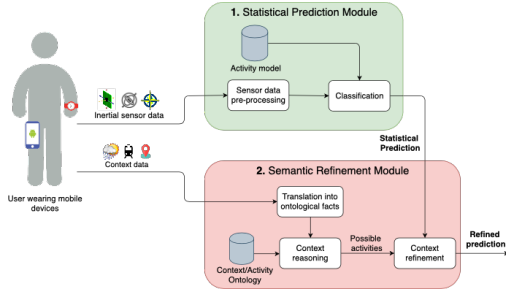 1. Statistical Prediction Module
Activity model
Sensor data
pre-processing
Classification
Inertial sensor data
Statistical
Prediction
Context data
2. Semantic Refinement Module
Translation into
ontological facts
User wearing mobile
devices
Context
reasoning
Possible
activities
Context
refinement
Refined
prediction
Context/Activity
Ontology